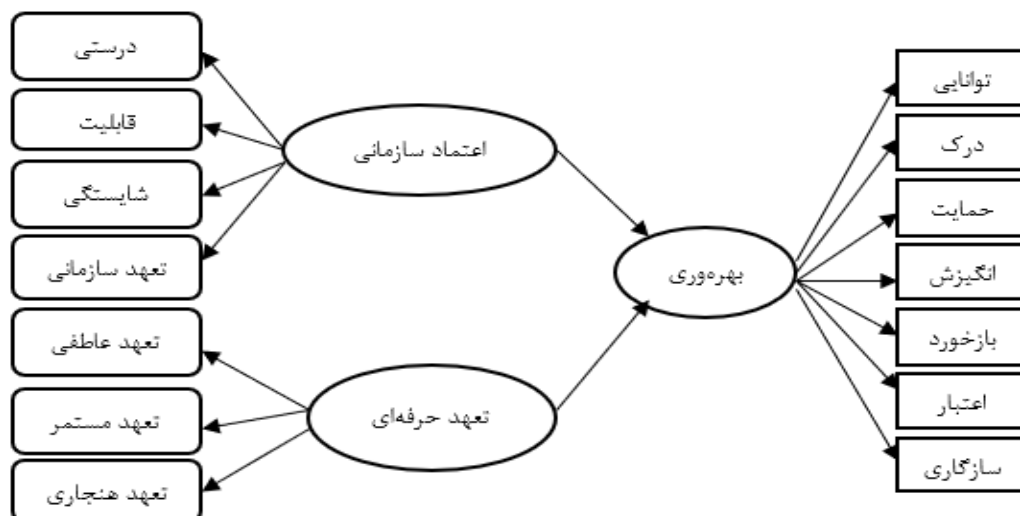 درستی
قابلیت
شایستگی
تعهد سازمانی
تعهد عاطفی
تعهد مستمر
تعهد هنجاری
اعتماد سازمانی
تعهد حرفه‌ای
بهره‌وری
توانایی
درک
حمایت
انگیزش
بازخورد
اعتبار
سازگاری